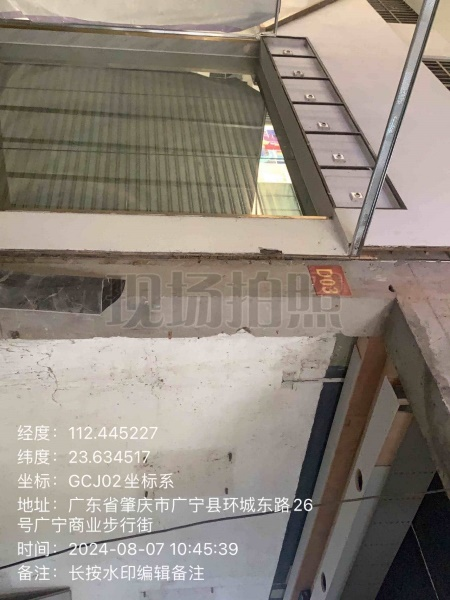 003
现场拍照
经度：112.445227
纬度：23.634517
坐标：GCJ02坐标系
地址：广东省肇庆市广宁县环城东路26
号广宁商业步行街
时间：2024-08-07 10:45:39
备注：长按水印编辑备注